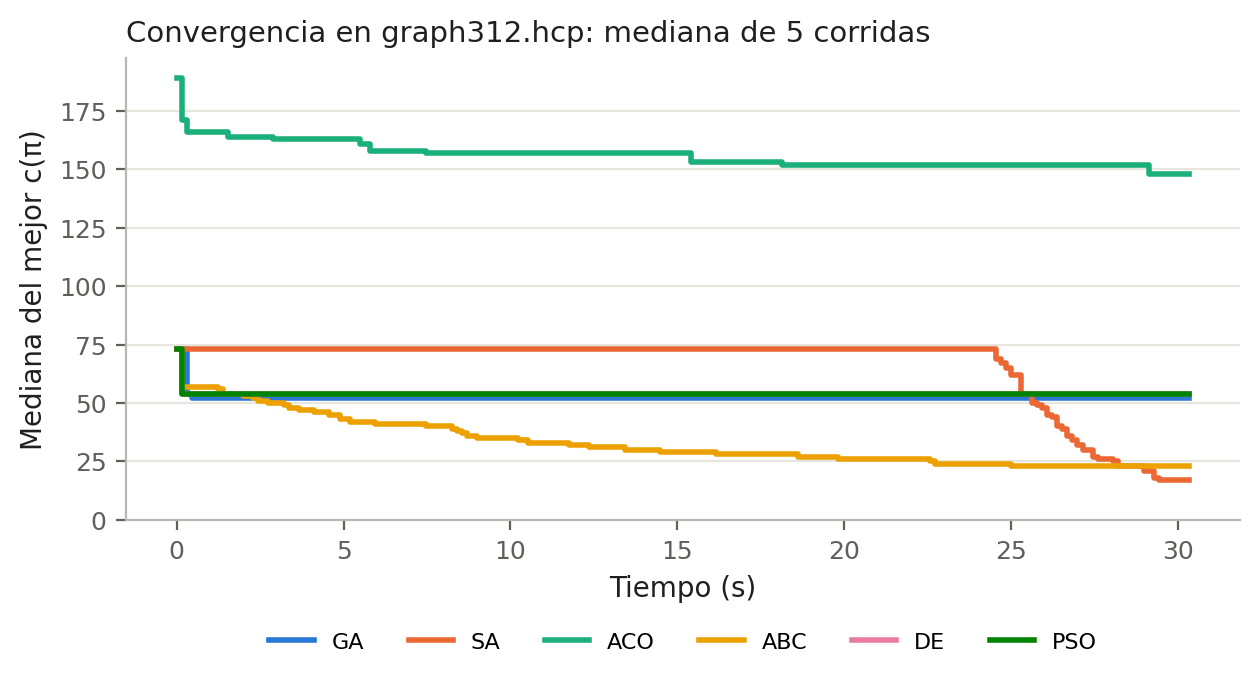 Convergencia en graph312.hcp: mediana de 5 corridas
Mediana del mejor c(π)
175
150
125
100
75
50
25
0
0 5 10 15 20 25 30
Tiempo (s)
GA SA ACO ABC DE PSO